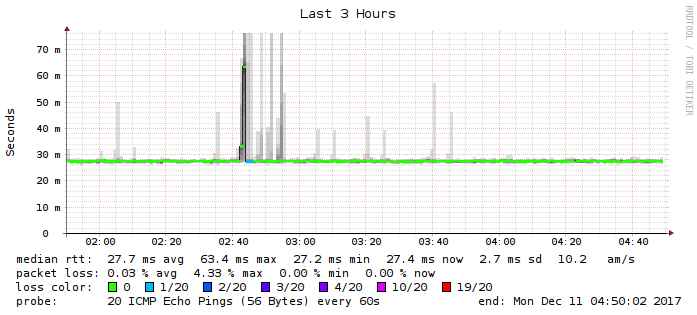 Last 3 Hours
RRDTOOL / TOBI OETIKER
Seconds
70 m
60 m
50 m
40 m
30 m
20 m
10 m
0
02:00 02:20 02:40 03:00 03:20 03:40 04:00 04:20 04:40
median rtt: 27.7 ms avg 63.4 ms max 27.2 ms min 27.4 ms now 2.7 ms sd 10.2 am/s
packet loss: 0.03 % avg 4.33 % max 0.00 % min 0.00 % now
loss color: 0 1/20 2/20 3/20 4/20 10/20 19/20
probe: 20 ICMP Echo Pings (56 Bytes) every 60s end: Mon Dec 11 04:50:02 2017